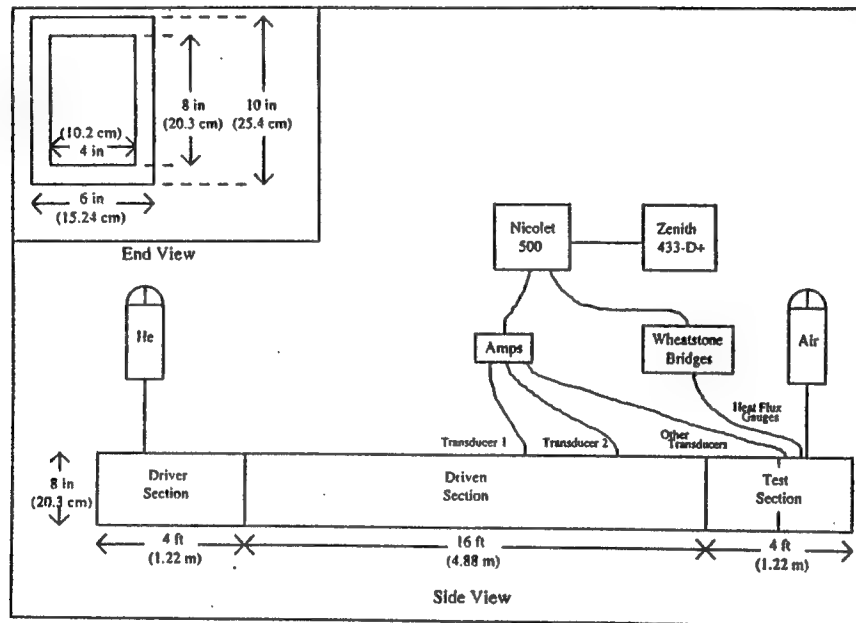 8 in
(20.3 cm)
10 in
(25.4 cm)
(10.2 cm)
4 in
6 in
(15.24 cm)
End View
Nicolet
500
Zenith
433-D+
He
Amps
Wheatstone
Bridges
Air
Heat Flux
Gauges
Transducer 1
Transducer 2
Other
Transducers
8 in
(20.3 cm)
Driver
Section
Driven
Section
Test
Section
4 ft
(1.22 m)
16 ft
(4.88 m)
4 ft
(1.22 m)
Side View